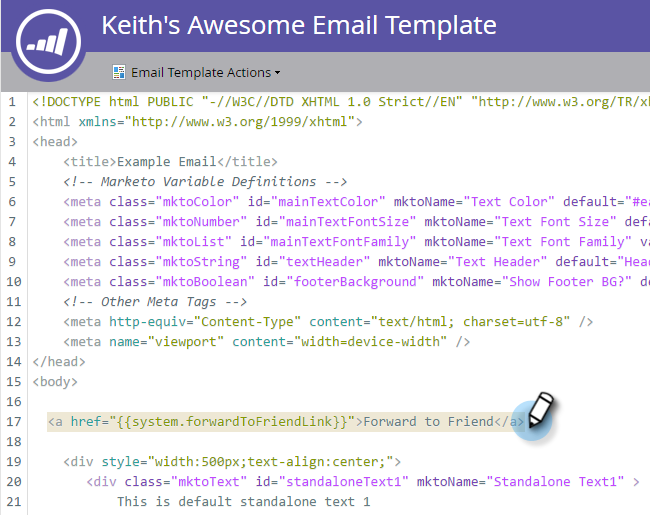 Keith's Awesome Email Template
Email Template Actions
1 <!DOCTYPE html PUBLIC "-//W3C//DTD XHTML 1.0 Strict//EN" "http://www.w3.org/TR/xh
2 <html xmlns="http://www.w3.org/1999/xhtml">
3 <head>
4 <title>Example Email</title>
5 <!-- Marketo Variable Definitions -->
6 <meta class="mktoColor" id="mainTextColor" mktoName="Text Color" default="#ea
7 <meta class="mktoNumber" id="mainTextFontSize" mktoName="Text Font Size" defa
8 <meta class="mktoList" id="mainTextFontFamily" mktoName="Text Font Family" va
9 <meta class="mktoString" id="textHeader" mktoName="Text Header" default="Head
10 <meta class="mktoBoolean" id="footerBackground" mktoName="Show Footer BG?" de
11 <!-- Other Meta Tags -->
12 <meta http-equiv="Content-Type" content="text/html; charset=utf-8" />
13 <meta name="viewport" content="width=device-width" />
14 </head>
15 <body>
16
17 <a href="{{system.forwardToFriendLink}}">Forward to Friend</a>
18
19 <div style="width:500px;text-align:center;">
20 <div class="mktoText" id="standaloneText1" mktoName="Standalone Text1" >
21 This is default standalone text 1